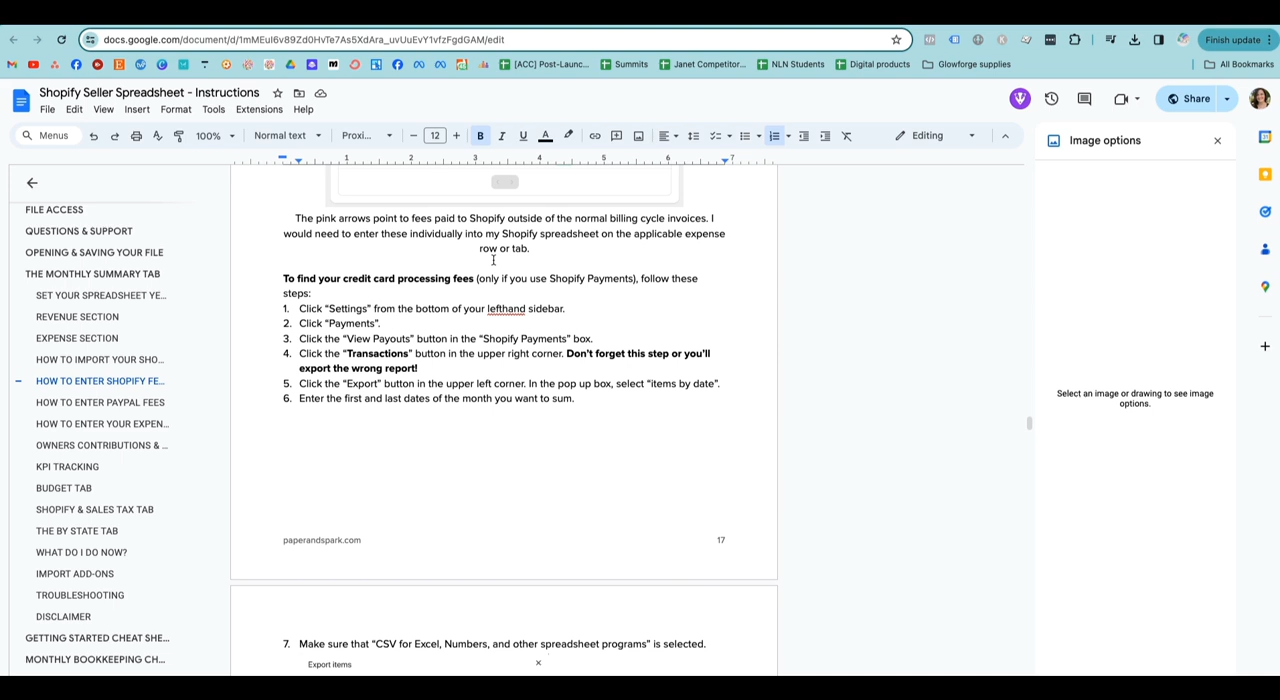 docs.google.com/document/d/1mMEuI6v89Zd0HvTe7As5XdAra_uvUuEvY1vfzFgdGAM/edit
Finish update
[ACC] Post-Launc...
Summits
Janet Competitor...
NLN Students
Digital products
Glowforge supplies
All Bookmarks
Shopify Seller Spreadsheet - Instructions
File Edit View Insert Format Tools Extensions Help
Share
Menus
100%
Normal text
Proxi...
12
Editing
Image options
1 2 3 4 5 6 7
FILE ACCESS
QUESTIONS & SUPPORT
OPENING & SAVING YOUR FILE
THE MONTHLY SUMMARY TAB
SET YOUR SPREADSHEET YE...
REVENUE SECTION
EXPENSE SECTION
HOW TO IMPORT YOUR SHO...
HOW TO ENTER SHOPIFY FE...
HOW TO ENTER PAYPAL FEES
HOW TO ENTER YOUR EXPEN...
OWNERS CONTRIBUTIONS & ...
KPI TRACKING
BUDGET TAB
SHOPIFY & SALES TAX TAB
THE BY STATE TAB
WHAT DO I DO NOW?
IMPORT ADD-ONS
TROUBLESHOOTING
DISCLAIMER
GETTING STARTED CHEAT SHE...
MONTHLY BOOKKEEPING CH...
The pink arrows point to fees paid to Shopify outside of the normal billing cycle invoices. I
would need to enter these individually into my Shopify spreadsheet on the applicable expense
row or tab.
To find your credit card processing fees (only if you use Shopify Payments), follow these
steps:
1. Click “Settings” from the bottom of your lefthand sidebar.
2. Click “Payments”.
3. Click the “View Payouts” button in the “Shopify Payments” box.
4. Click the “Transactions” button in the upper right corner. Don’t forget this step or you’ll
export the wrong report!
5. Click the “Export” button in the upper left corner. In the pop up box, select “items by date”.
6. Enter the first and last dates of the month you want to sum.
paperandspark.com
17
7. Make sure that “CSV for Excel, Numbers, and other spreadsheet programs” is selected.
Export items
Select an image or drawing to see image
options.